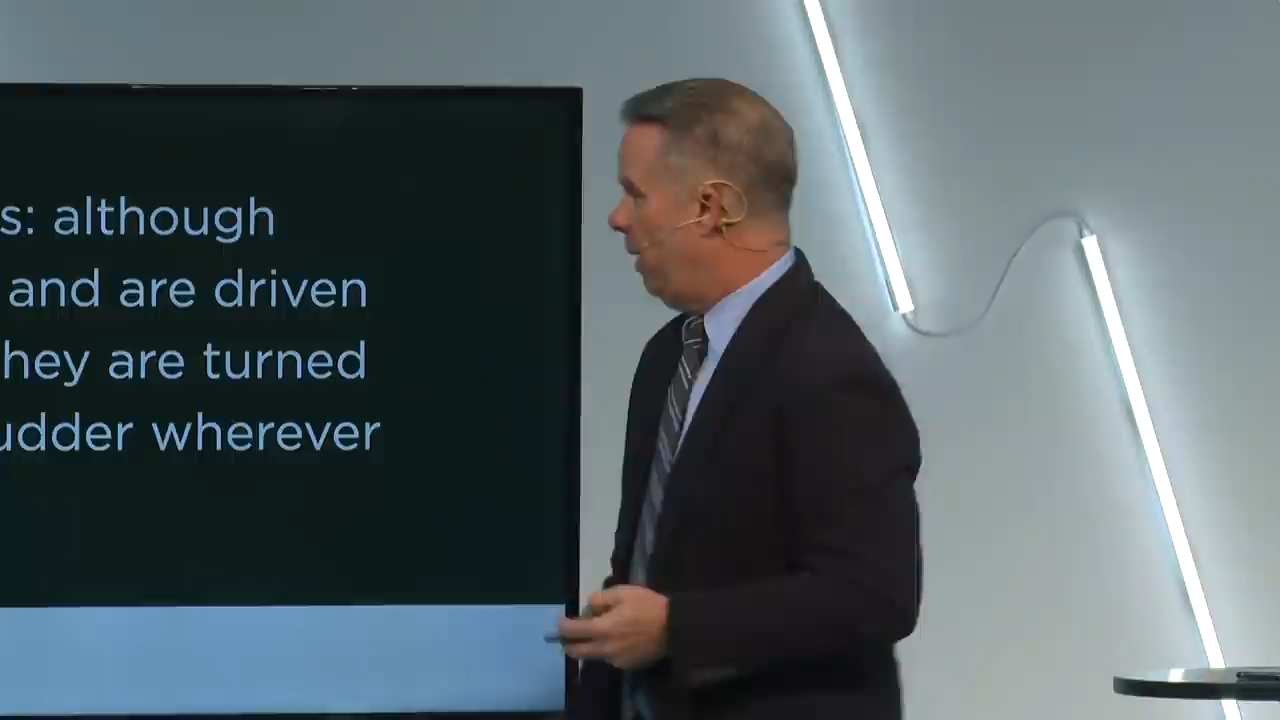 s: although
and are driven
hey are turned
udder wherever